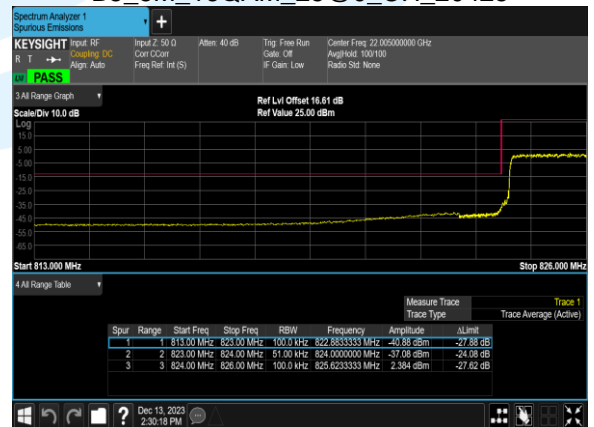 Spectrum Analyzer 1
Spurious Emissions
KEYSIGHT Input: RF Input Z: 50 Ω Atten: 40 dB Trig: Free Run Center Freq: 22.005000000 GHz
R T Coupling: DC Corr CCorr Gate: Off Avg|Hold: 100/100
Align: Auto Freq Ref: Int (S) IF Gain: Low Radio Std: None
LV PASS
3 All Range Graph
Ref Lvl Offset 16.61 dB
Scale/Div 10.0 dB Ref Value 25.00 dBm
Log
15.0
5.00
-5.00
-15.0
-25.0
-35.0
-45.0
-55.0
-65.0
Start 813.000 MHz Stop 826.000 MHz
4 All Range Table
Measure Trace Trace 1
Trace Type Trace Average (Active)
Spur Range Start Freq Stop Freq RBW Frequency Amplitude ΔLimit
1 1 813.00 MHz 823.00 MHz 100.0 kHz 822.8833333 MHz -40.88 dBm -27.88 dB
2 2 823.00 MHz 824.00 MHz 51.00 kHz 824.0000000 MHz -37.08 dBm -24.08 dB
3 3 824.00 MHz 826.00 MHz 100.0 kHz 825.6233333 MHz 2.384 dBm -27.62 dB
Dec 13, 2023
2:30:18 PM